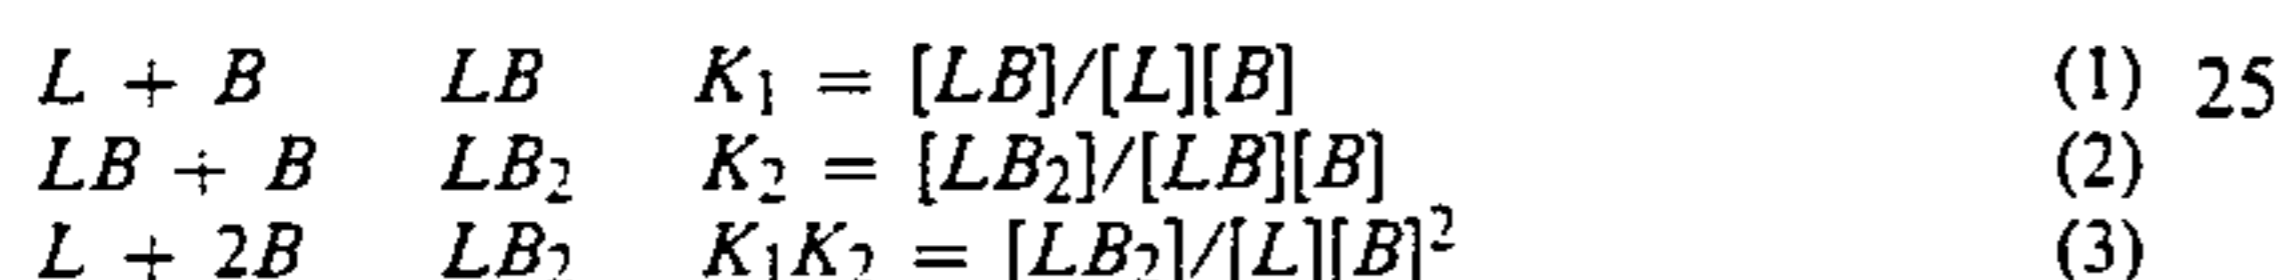 L + B LB K₁ = [LB]/[L][B] (1) 25
LB + B LB₂ K₂ = [LB₂]/[LB][B] (2)
L + 2B LB₂ K₁K₂ = [LB₂]/[L][B]² (3)